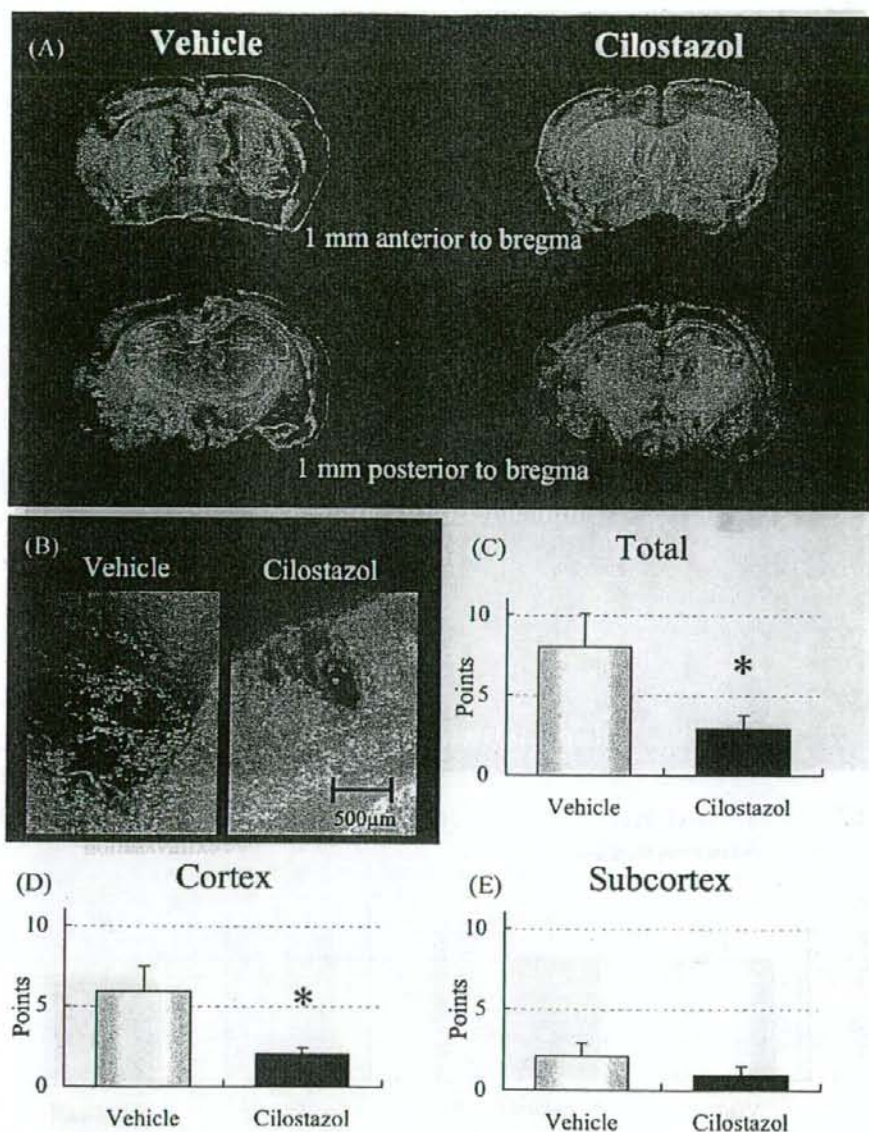 (A) Vehicle Cilostazol
1 mm anterior to bregma
1 mm posterior to bregma
(B) Vehicle Cilostazol
500µm
(C) Total
10
5
0
Points
*
Vehicle Cilostazol
(D) Cortex
10
5
0
Points
*
Vehicle Cilostazol
(E) Subcortex
10
5
0
Points
Vehicle Cilostazol